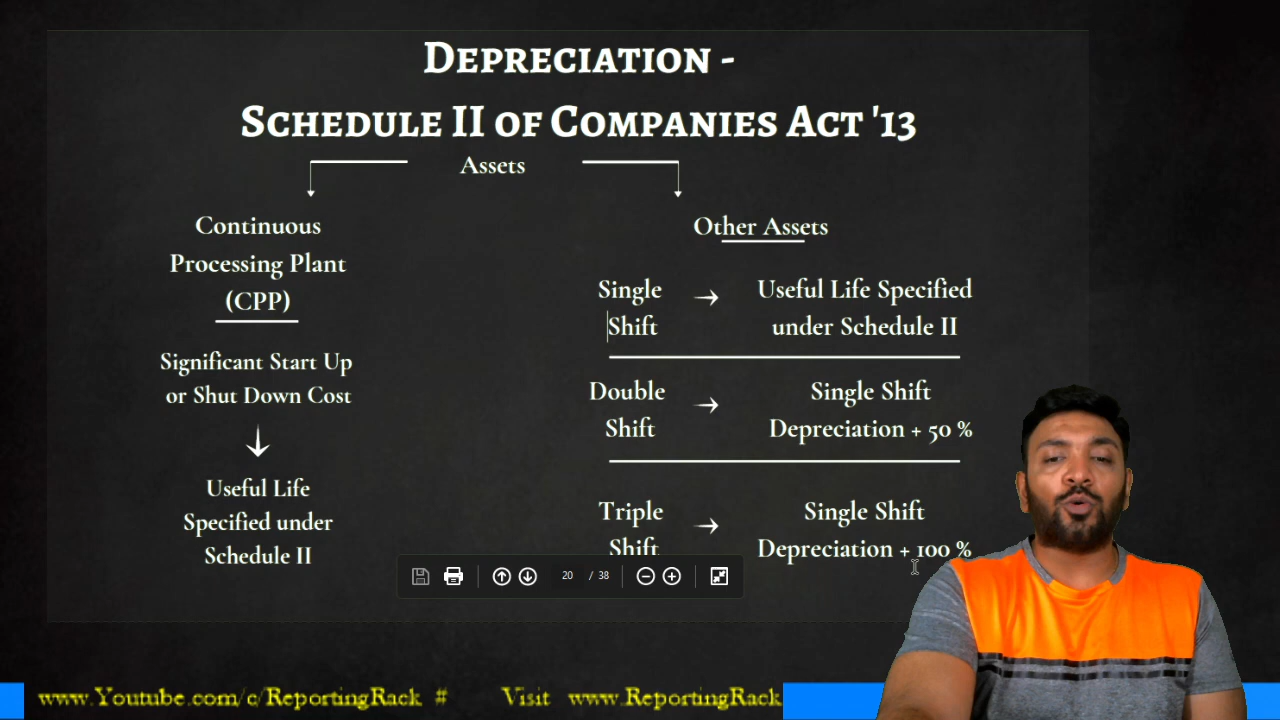 Depreciation -
Schedule II of Companies Act '13
Assets
Continuous
Processing Plant
(CPP)
Significant Start Up
or Shut Down Cost
Useful Life
Specified under
Schedule II
Other Assets
Single
Shift
Useful Life Specified
under Schedule II
Double
Shift
Single Shift
Depreciation + 50 %
Triple
Shift
Single Shift
Depreciation + 100 %
20 / 38
www.Youtube.com/c/ReportingRack # Visit www.ReportingRack